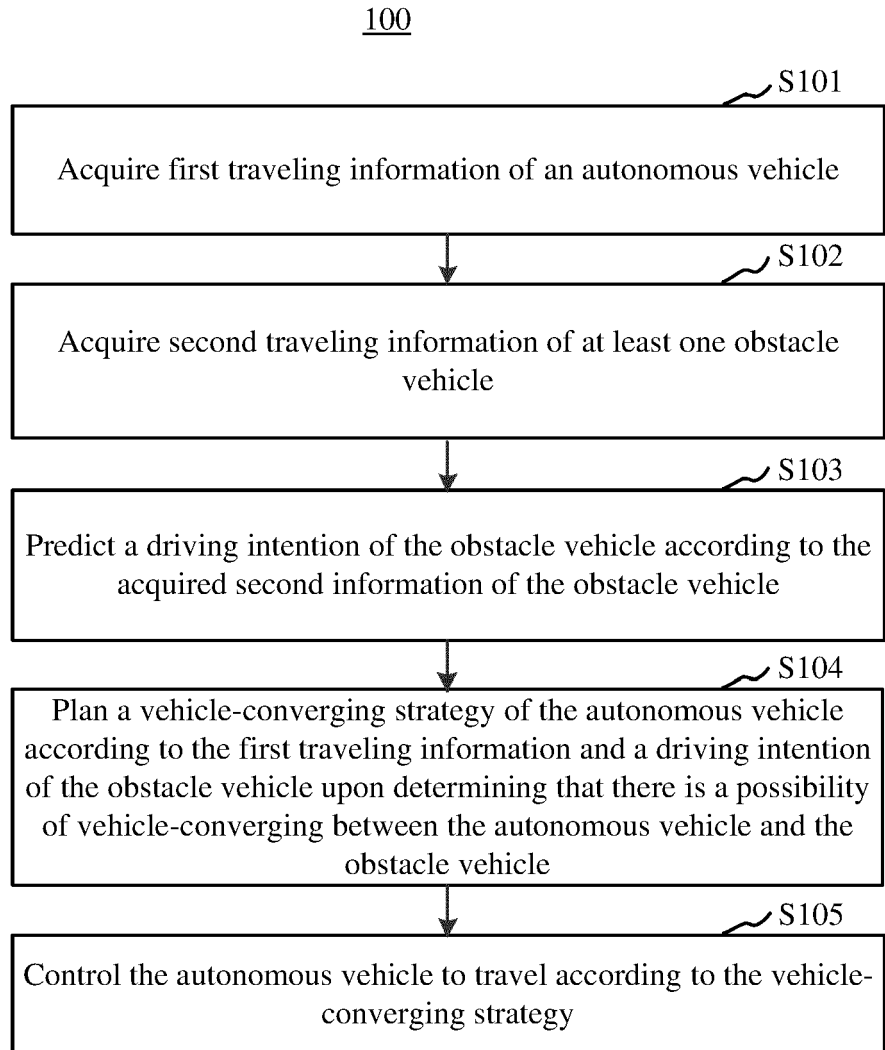 100
S101
Acquire first traveling information of an autonomous vehicle
S102
Acquire second traveling information of at least one obstacle
vehicle
S103
Predict a driving intention of the obstacle vehicle according to the
acquired second information of the obstacle vehicle
S104
Plan a vehicle-converging strategy of the autonomous vehicle
according to the first traveling information and a driving intention
of the obstacle vehicle upon determining that there is a possibility
of vehicle-converging between the autonomous vehicle and the
obstacle vehicle
S105
Control the autonomous vehicle to travel according to the vehicle-
converging strategy